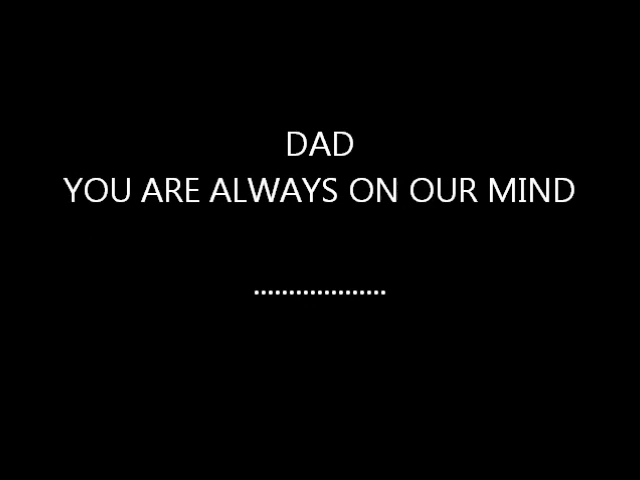 DAD
YOU ARE ALWAYS ON OUR MIND
...................